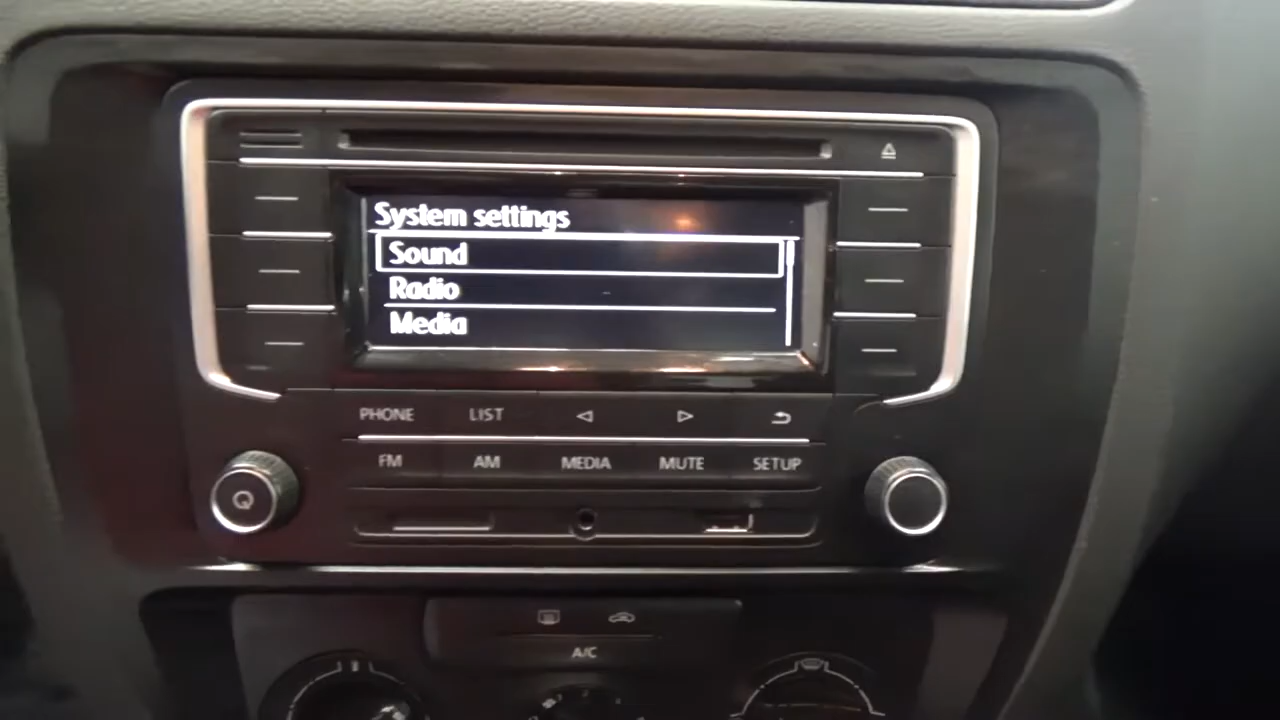 System settings
Sound
Radio
Media
PHONE LIST
FM AM MEDIA MUTE SETUP
A/C